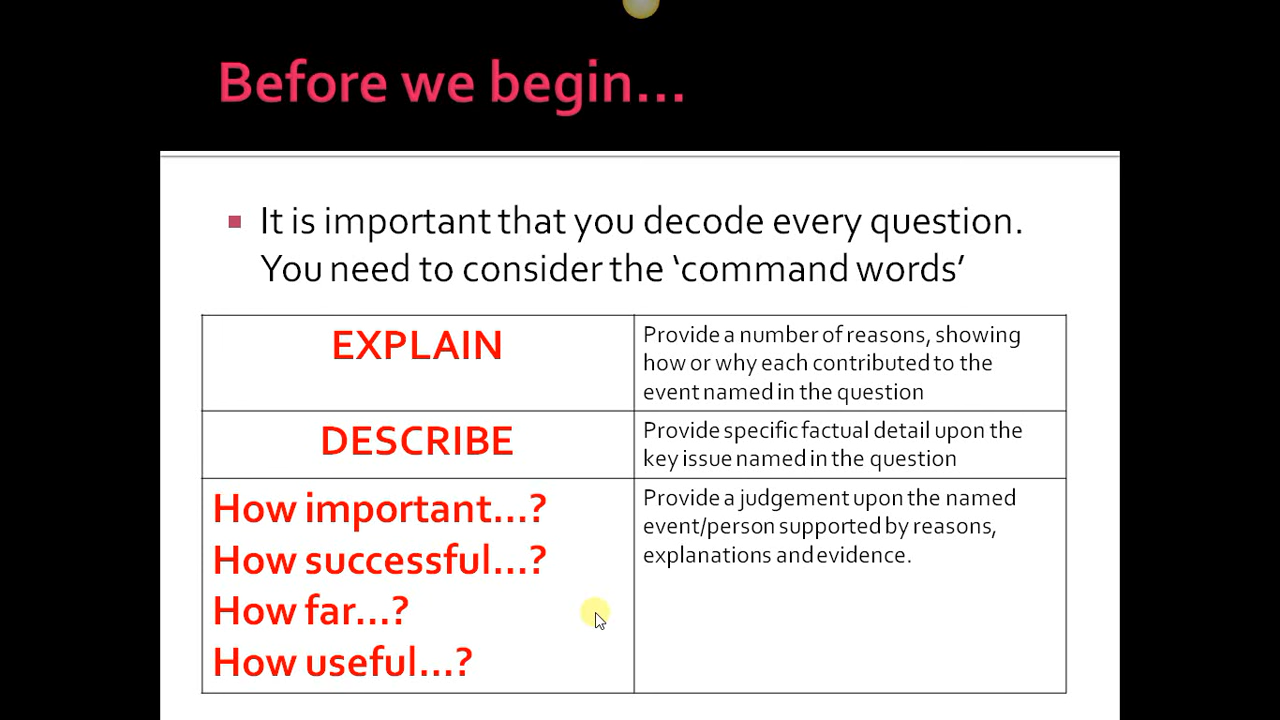 Before we begin...
It is important that you decode every question.
You need to consider the ‘command words’
EXPLAIN
Provide a number of reasons, showing
how or why each contributed to the
event named in the question
DESCRIBE
Provide specific factual detail upon the
key issue named in the question
How important...?
How successful...?
How far...?
How useful...?
Provide a judgement upon the named
event/person supported by reasons,
explanations and evidence.